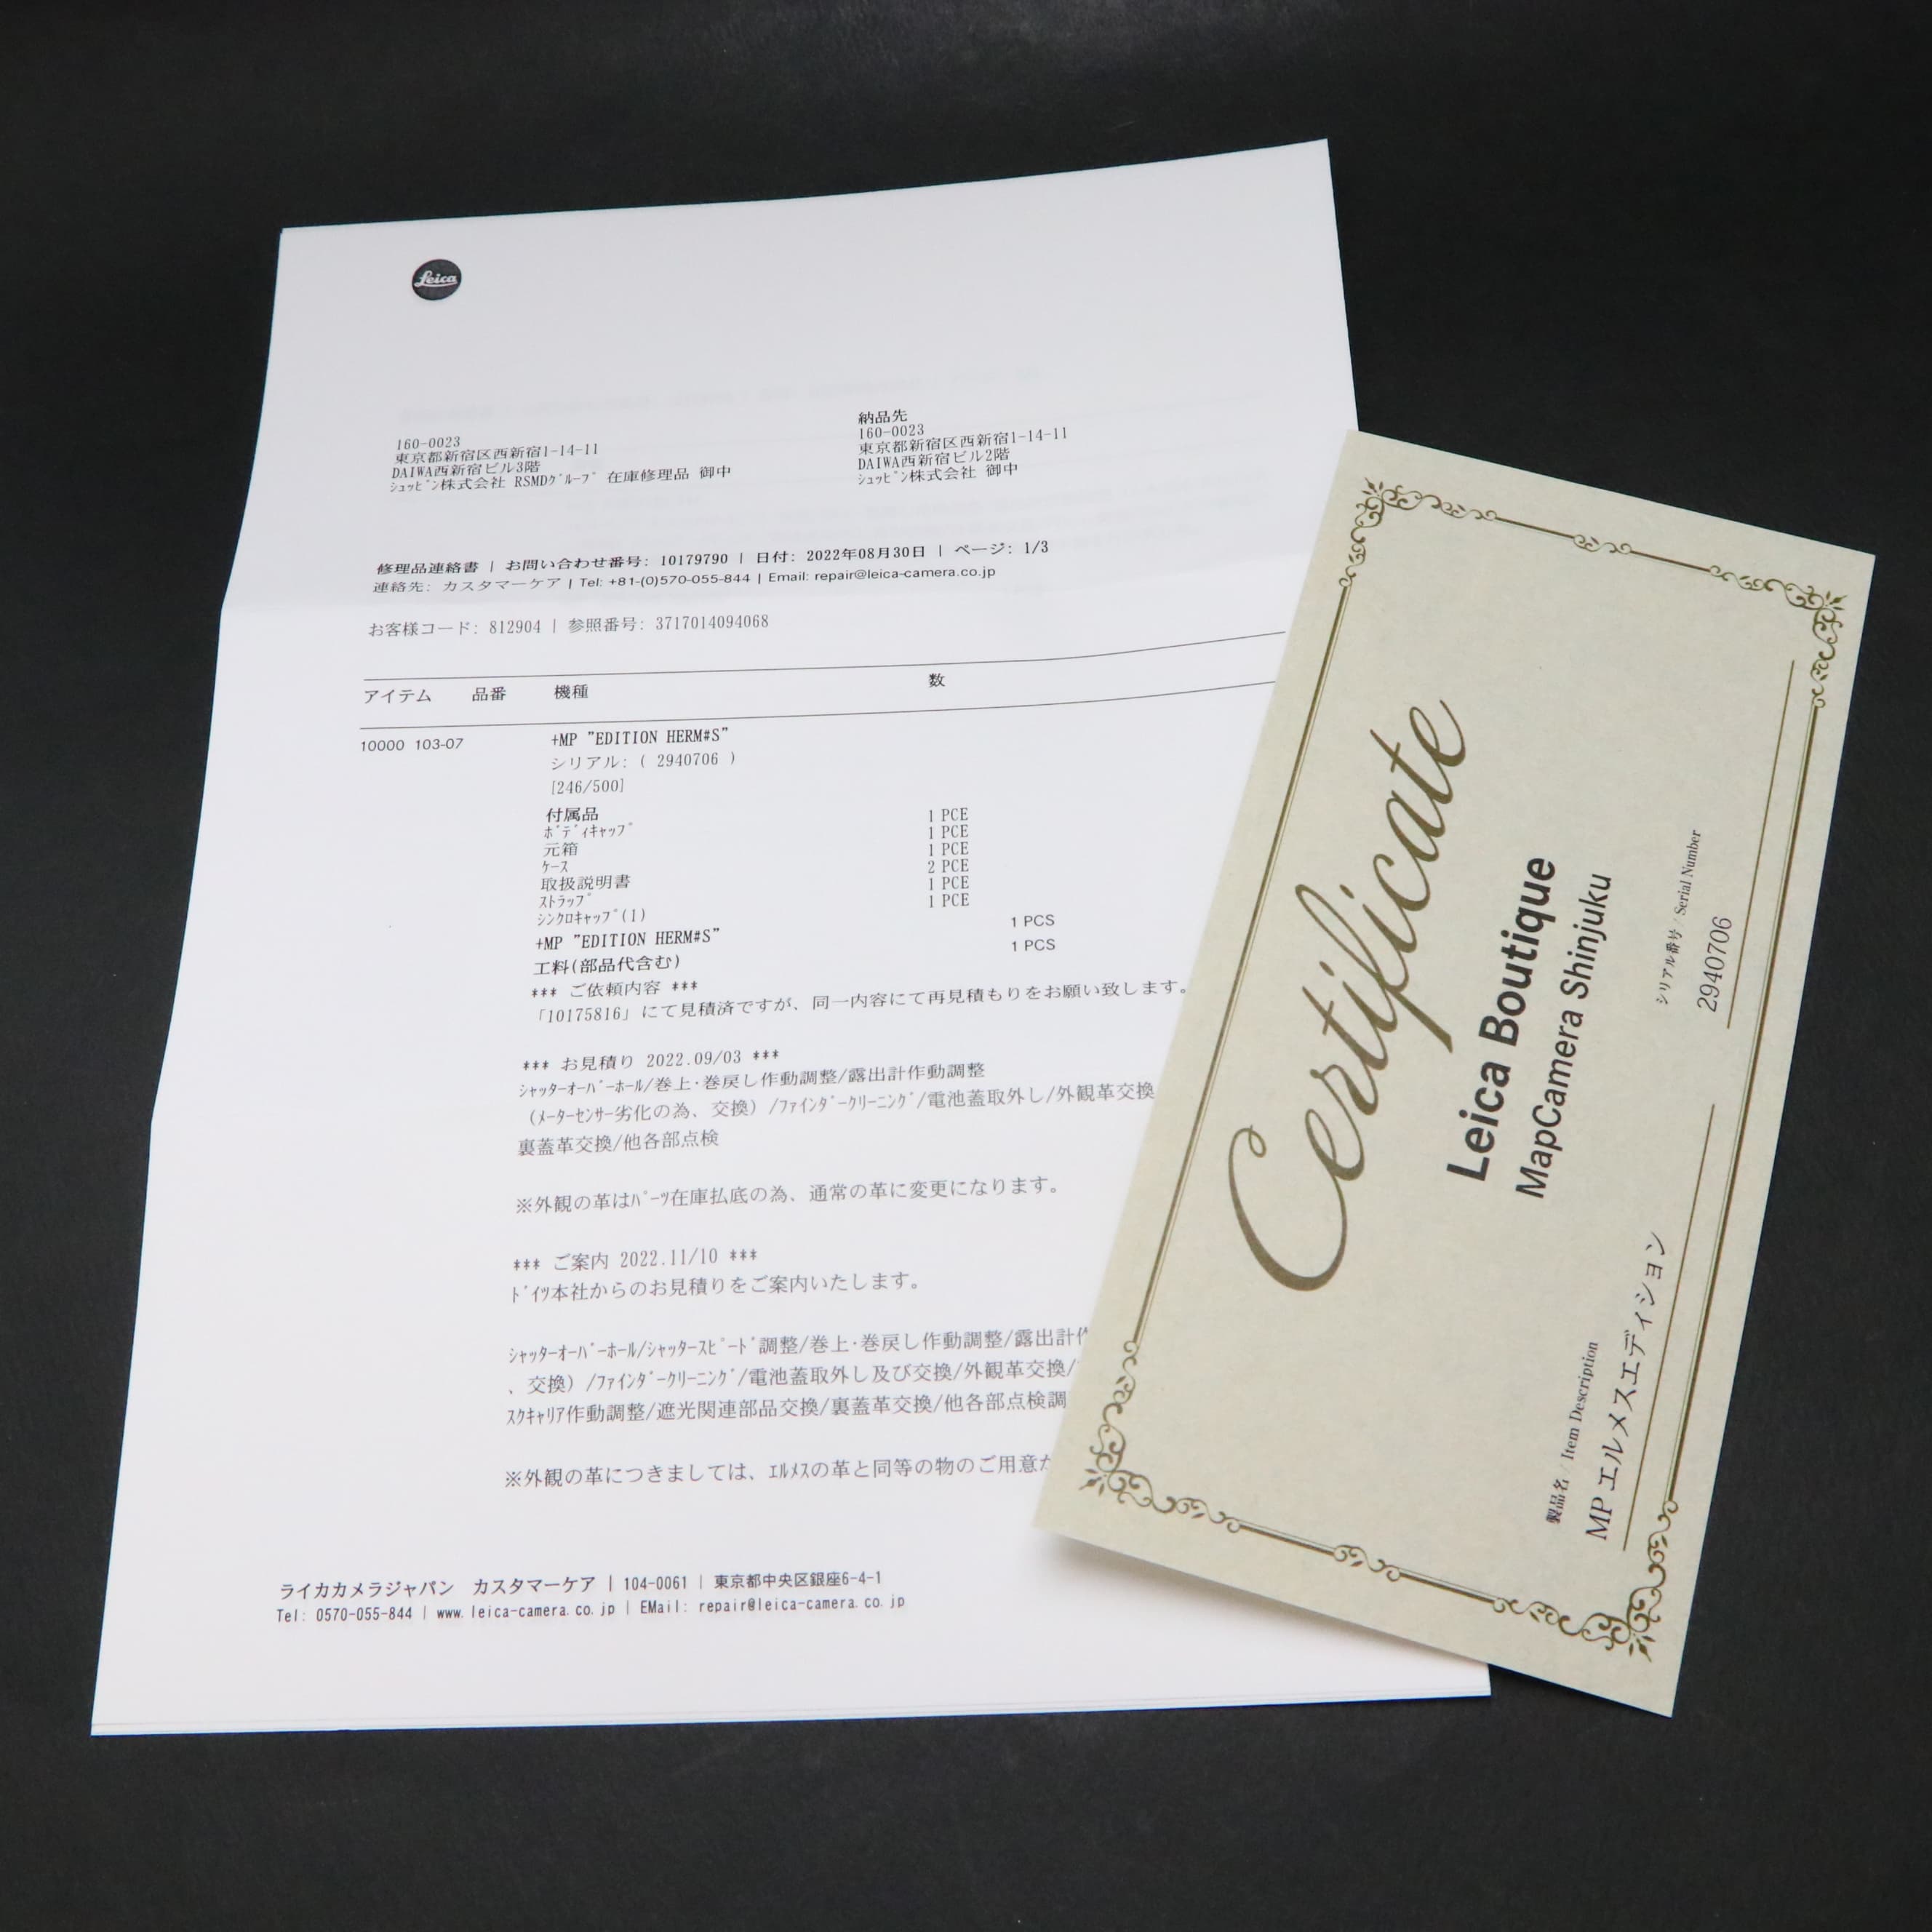 Leica
160-0023
東京都新宿区西新宿1-14-11
DAIWA西新宿ビル3階
ｼｭｯﾋﾟﾝ株式会社 RSMDｸﾞﾙｰﾌﾟ 在庫修理品 御中
納品先
160-0023
東京都新宿区西新宿1-14-11
DAIWA西新宿ビル2階
ｼｭｯﾋﾟﾝ株式会社 御中
修理品連絡書 | お問い合わせ番号: 10179790 | 日付: 2022年08月30日 | ページ: 1/3
連絡先: カスタマーケア | Tel: +81-(0)570-055-844 | Email: repair@leica-camera.co.jp
お客様コード: 812904 | 参照番号: 3717014094068
アイテム 品番 機種 数
10000 103-07 +MP "EDITION HERM#S"
シリアル: ( 2940706 )
[246/500]
付属品 1 PCE
ﾎﾞﾃﾞｨｷｬｯﾌﾟ 1 PCE
元箱 1 PCE
ｹｰｽ 2 PCE
取扱説明書 1 PCE
ｽﾄﾗｯﾌﾟ 1 PCE
ｼﾝｸﾛｷｬｯﾌﾟ(1)
+MP "EDITION HERM#S" 1 PCS
工料(部品代含む) 1 PCS
*** ご依頼内容 ***
「10175816」にて見積済ですが、同一内容にて再見積もりをお願い致します。
*** お見積り 2022.09/03 ***
ｼｬｯﾀｰｵｰﾊﾞｰﾎｰﾙ/巻上･巻戻し作動調整/露出計作動調整
（ﾒｰﾀｰｾﾝｻｰ劣化の為、交換）/ﾌｧｲﾝﾀﾞｰｸﾘｰﾆﾝｸﾞ/電池蓋取外し/外観革交換
裏蓋革交換/他各部点検
※外観の革はﾊﾟｰﾂ在庫払底の為、通常の革に変更になります。
*** ご案内 2022.11/10 ***
ﾄﾞｲﾂ本社からのお見積りをご案内いたします。
ｼｬｯﾀｰｵｰﾊﾞｰﾎｰﾙ/ｼｬｯﾀｰｽﾋﾟｰﾄﾞ調整/巻上･巻戻し作動調整/露出計作
、交換）/ﾌｧｲﾝﾀﾞｰｸﾘｰﾆﾝｸﾞ/電池蓋取外し及び交換/外観革交換/
ｽｸｷｬﾘｱ作動調整/遮光関連部品交換/裏蓋革交換/他各部点検調
※外観の革につきましては、ｴﾙﾒｽの革と同等の物のご用意が
ライカカメラジャパン カスタマーケア | 104-0061 | 東京都中央区銀座6-4-1
Tel: 0570-055-844 | www.leica-camera.co.jp | EMail: repair@leica-camera.co.jp
Certificate
Leica Boutique
MapCamera Shinjuku
製品名 / Item Description
MP エルメスエディション
シリアル番号 / Serial Number
2940706